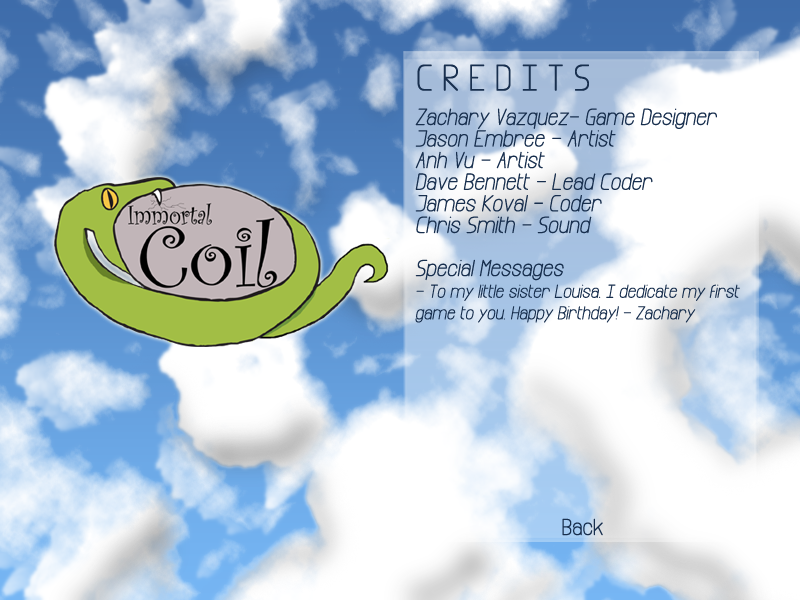 Immortal
Coil
CREDITS
Zachary Vazquez- Game Designer
Jason Embree - Artist
Anh Vu - Artist
Dave Bennett - Lead Coder
James Koval - Coder
Chris Smith - Sound
Special Messages
- To my little sister Louisa. I dedicate my first
game to you. Happy Birthday! - Zachary
Back